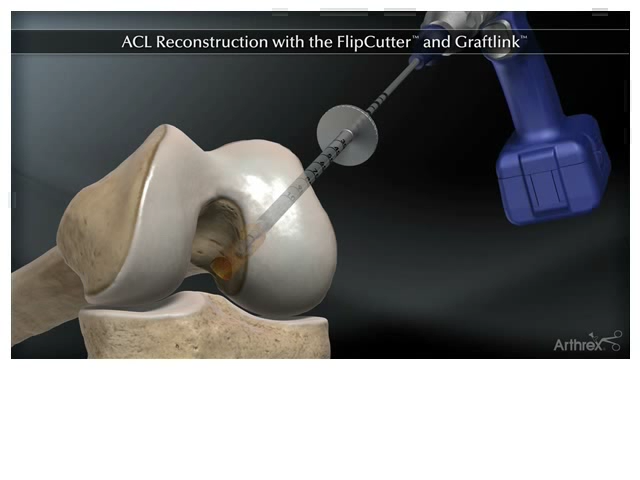 ACL Reconstruction with the FlipCutter™ and Graftlink™
Arthrex